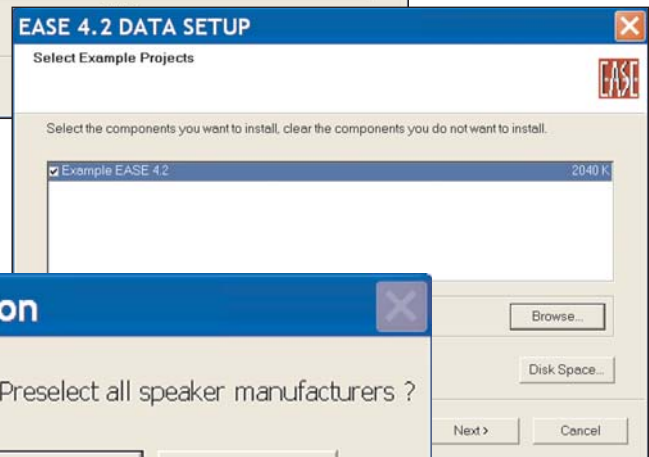 EASE 4.2 DATA SETUP
Select Example Projects
EASE
Select the components you want to install, clear the components you do not want to install.
Example EASE 4.2 2040 K
Browse...
Disk Space...
Next > Cancel
on
Preselect all speaker manufacturers ?